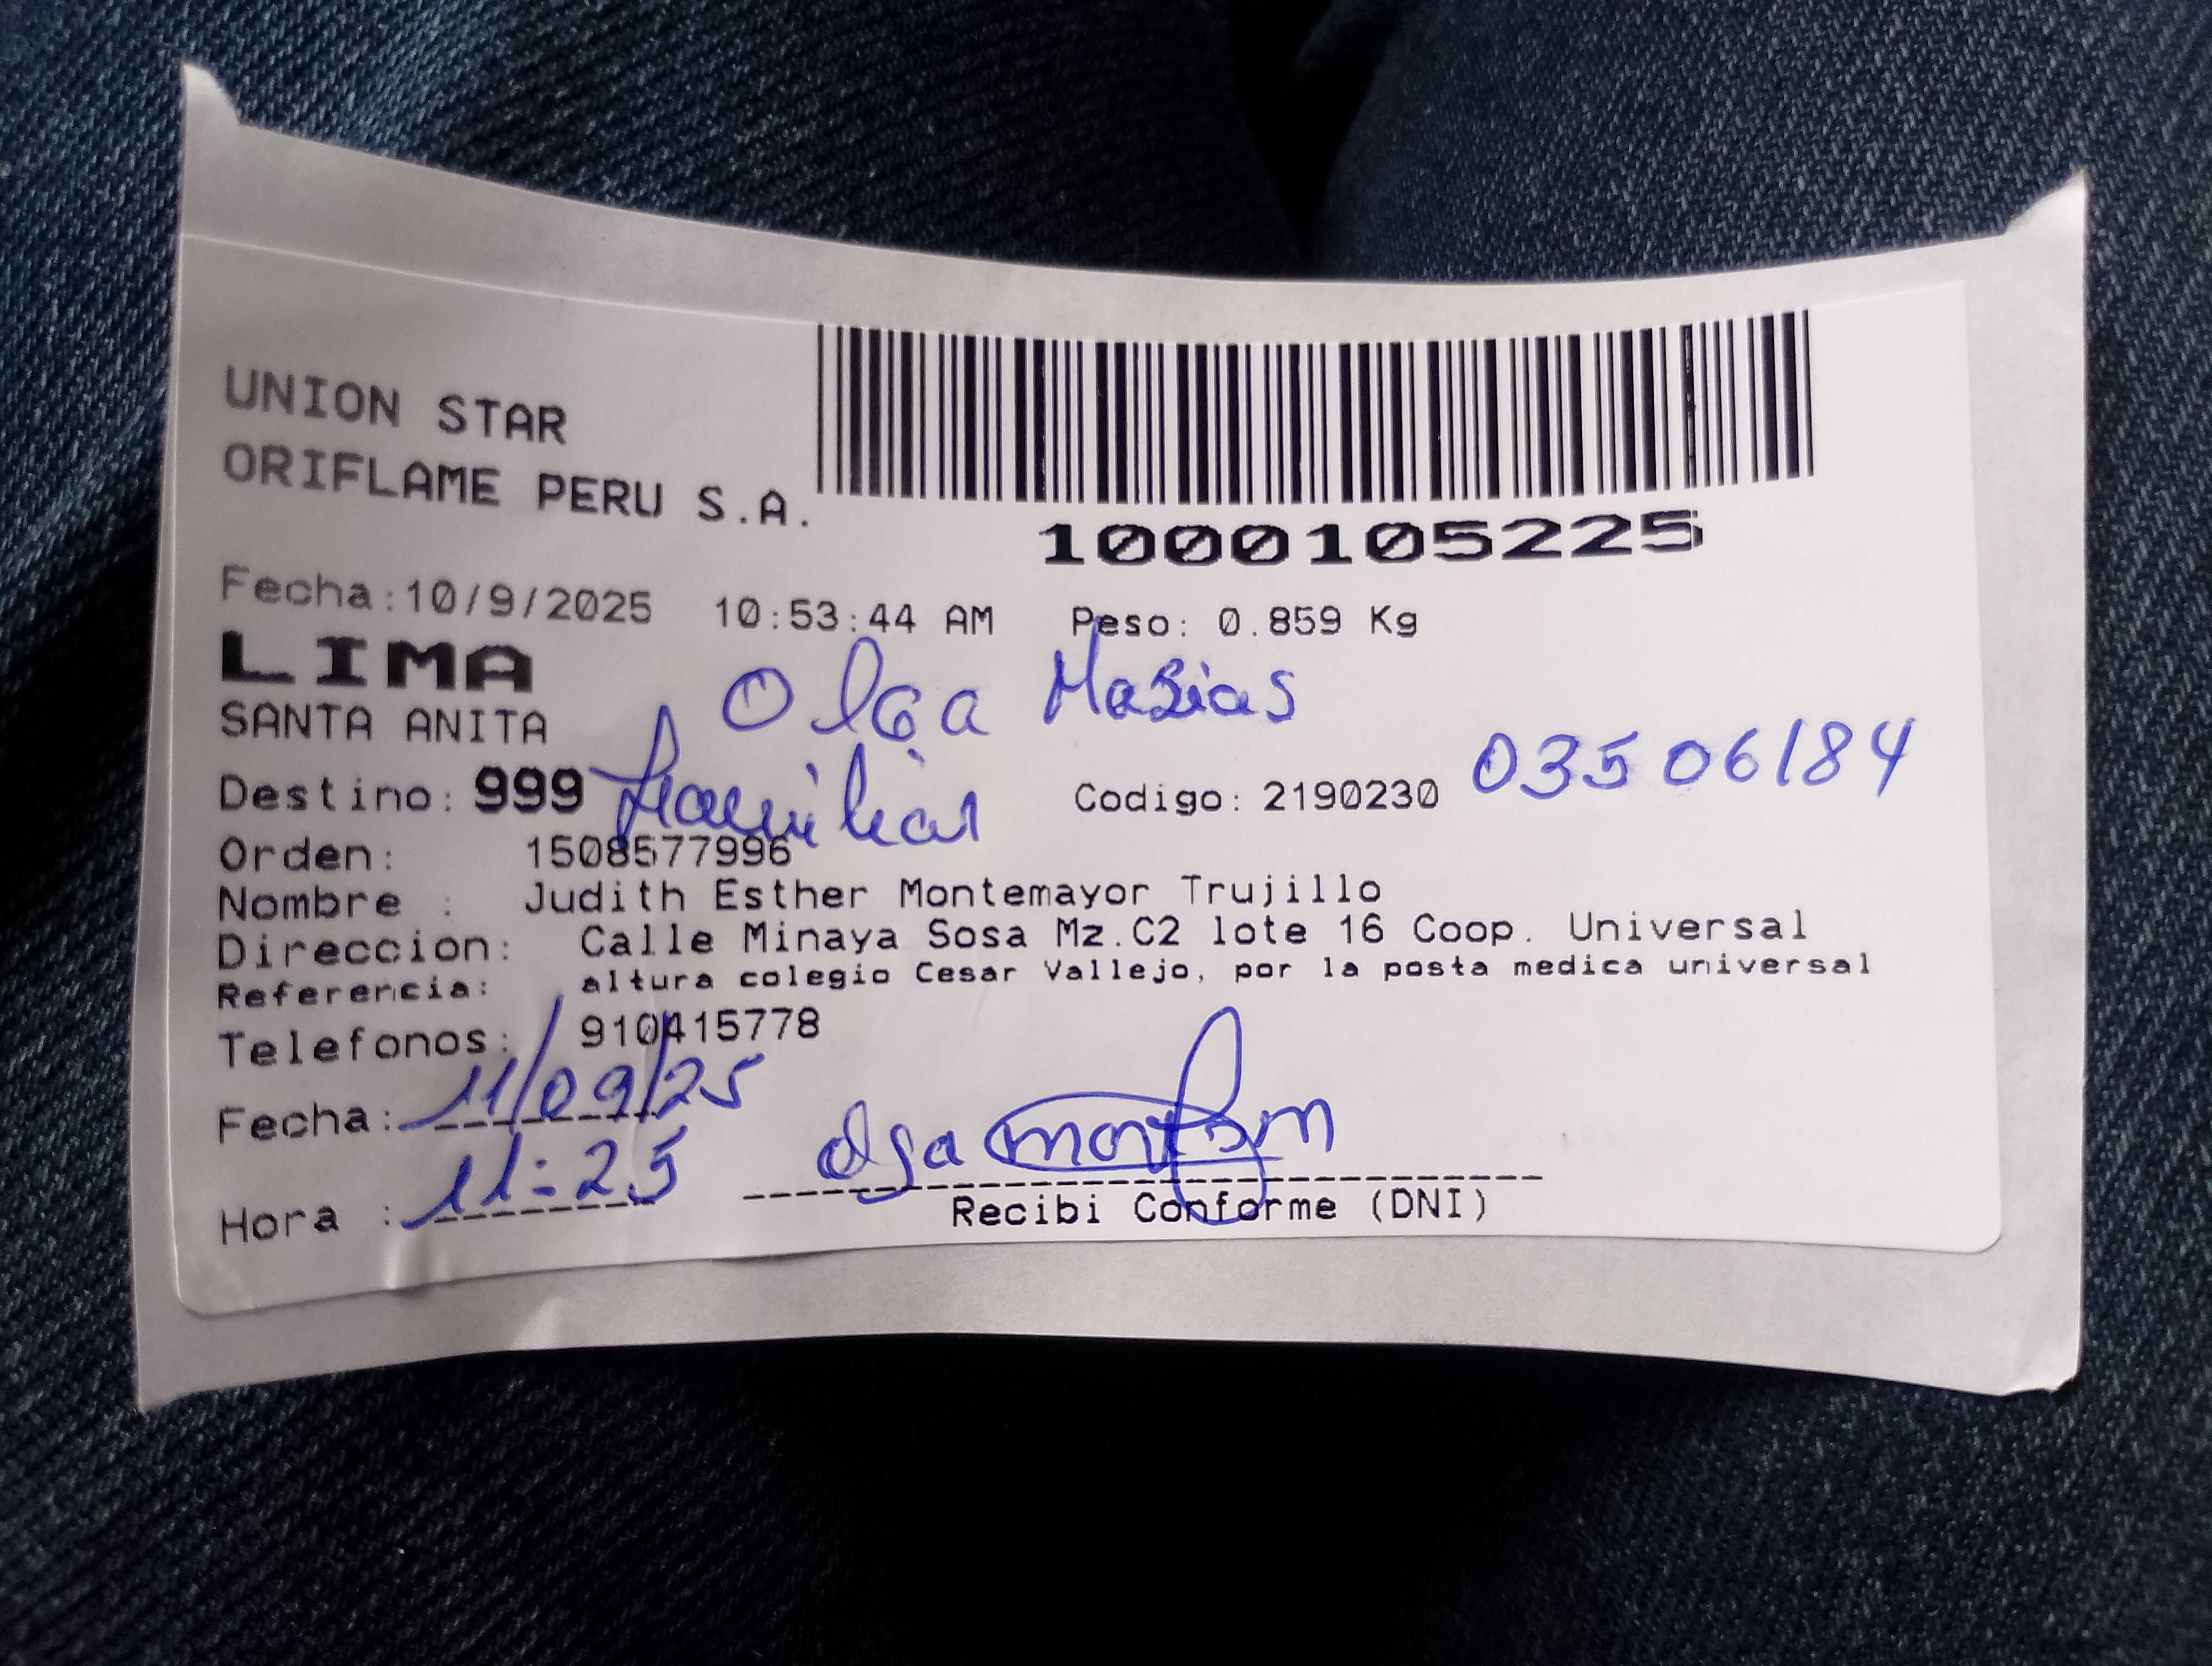 UNION STAR
ORIFLAME PERU S.A.
1000105225
Fecha:10/9/2025 10:53:44 AM Peso: 0.859 Kg
LIMA
Olga Masias
SANTA ANITA
Destino: 999 Familiar Codigo: 2190230 03506184
Orden: 1508577996
Nombre : Judith Esther Montemayor Trujillo
Direccion: Calle Minaya Sosa Mz.C2 lote 16 Coop. Universal
Referencia: altura colegio Cesar Vallejo, por la posta medica universal
Telefonos: 910415778
Fecha: 11/09/25
Hora : 11:25
Recibi Conforme (DNI)